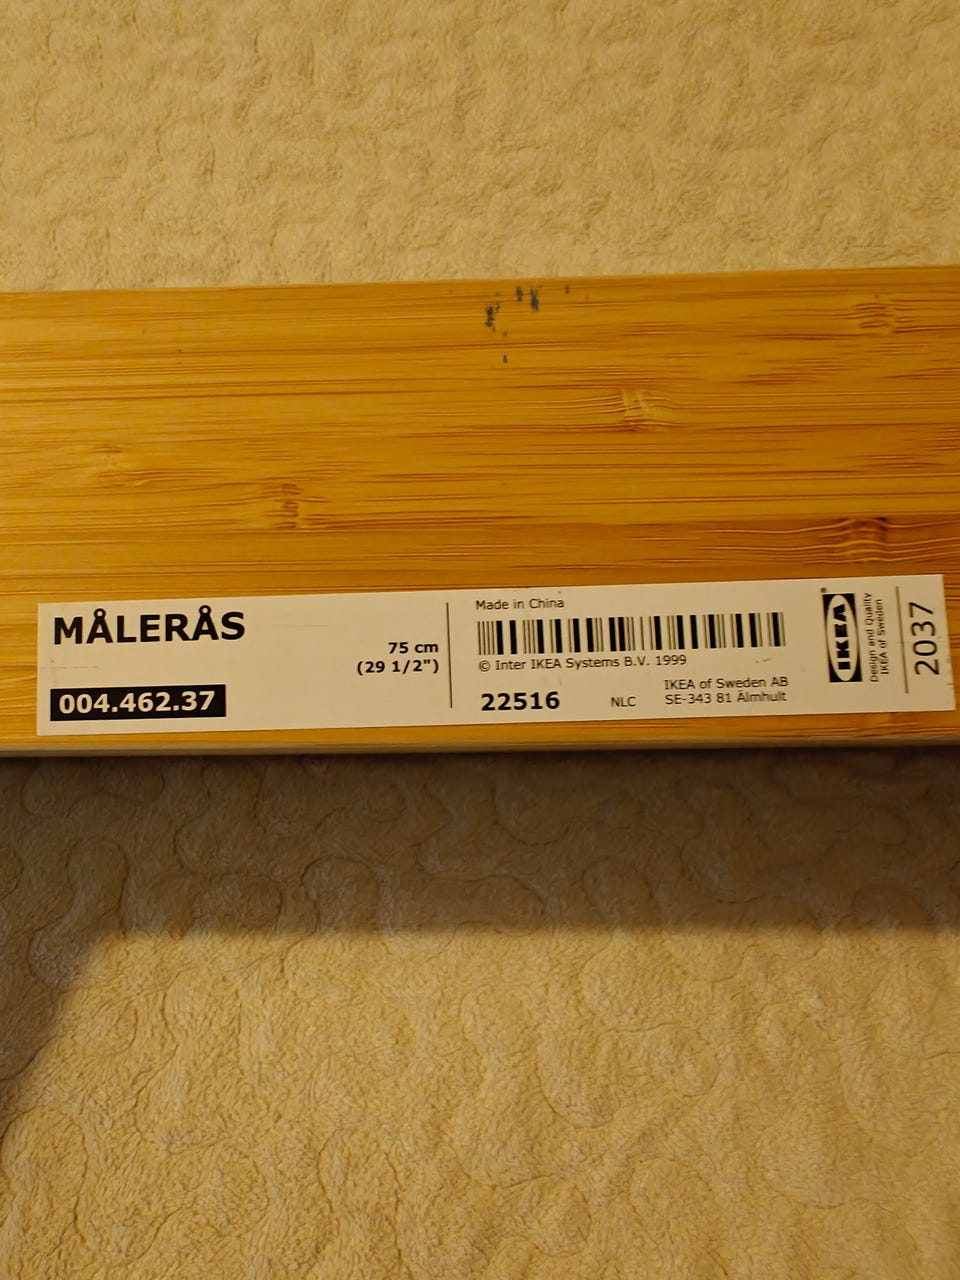 MÅLERÅS
75 cm
(29 1/2")
004.462.37
Made in China
© Inter IKEA Systems B.V. 1999
22516
NLC
IKEA of Sweden AB
SE-343 81 Älmhult
IKEA
®
Design and Quality
IKEA of Sweden
2037